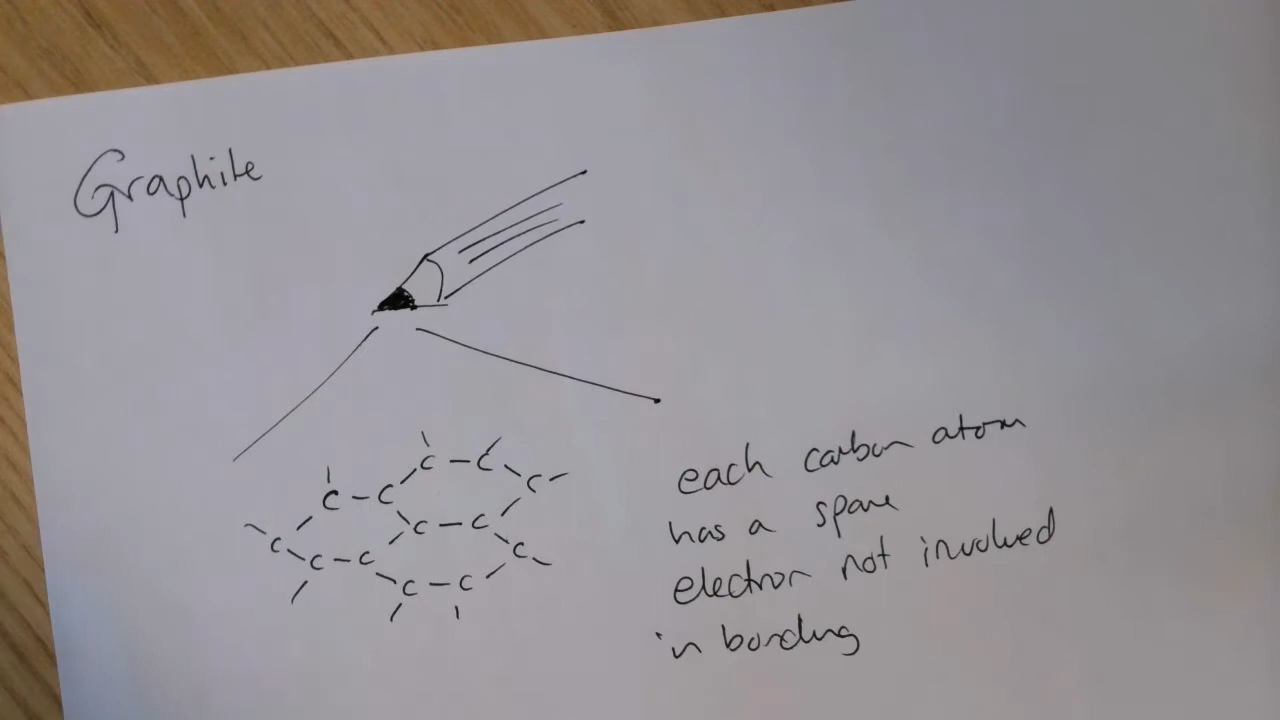 Graphite
C - C
C - C C
C C - C
C C - C C
C - C
each carbon atom
has a spare
electron not involved
in bonding